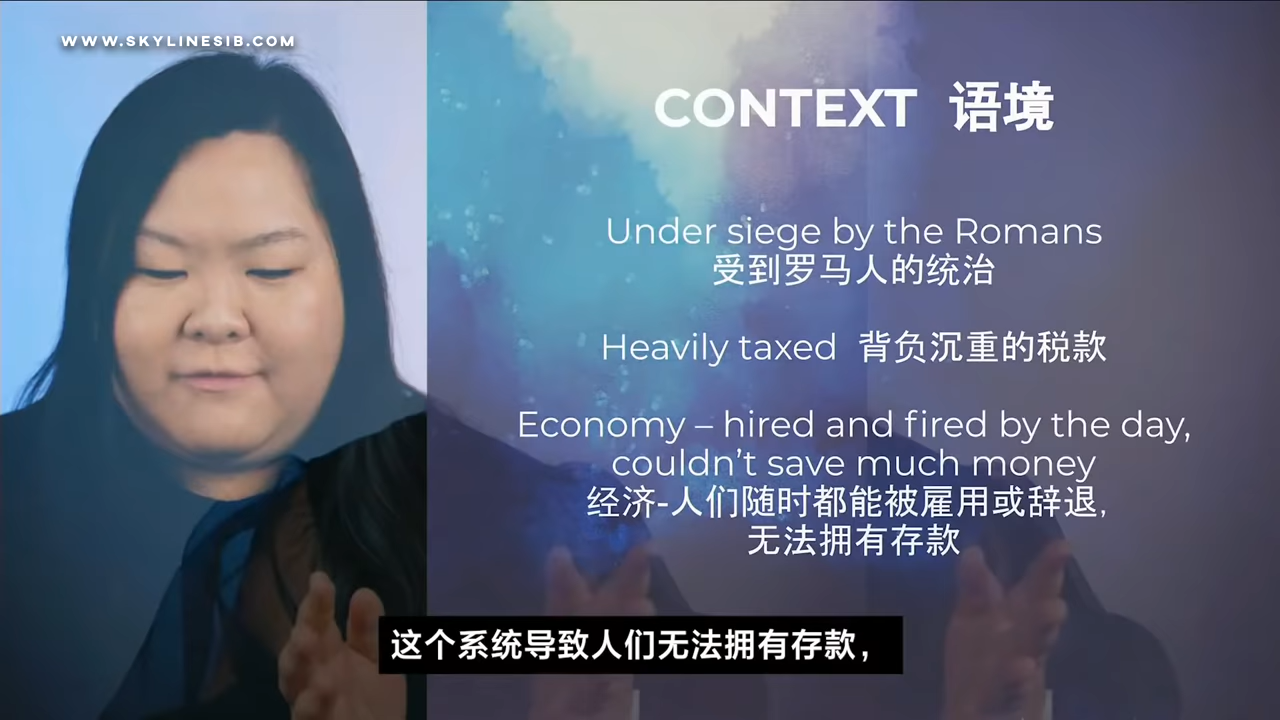 WWW.SKYLINESIB.COM
CONTEXT 语境
Under siege by the Romans
受到罗马人的统治
Heavily taxed 背负沉重的税款
Economy – hired and fired by the day,
couldn’t save much money
经济-人们随时都能被雇用或辞退,
无法拥有存款
这个系统导致人们无法拥有存款，